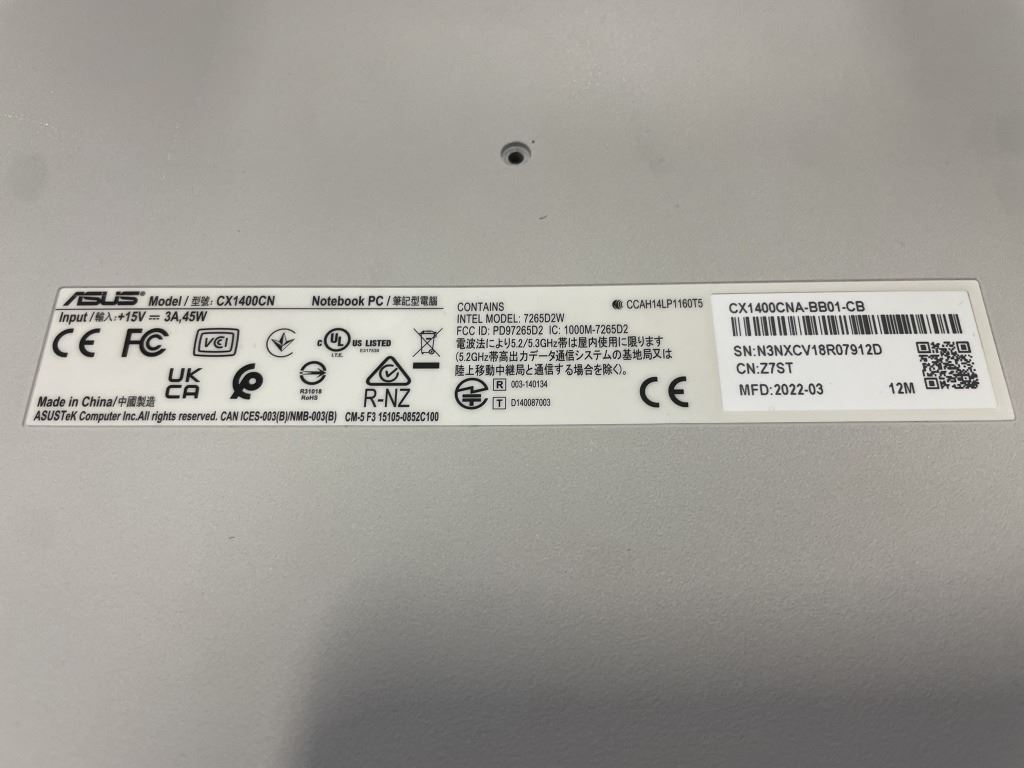 ASUS Model / 型號: CX1400CN Notebook PC / 筆記型電腦
Input /輸入: +15V ⎓ 3A,45W
CE FC VCI c UL US LISTED
I.T.E. E317938
UK CA R31018 RoHS R-NZ
Made in China/中國製造
ASUSTeK Computer Inc.All rights reserved. CAN ICES-003(B)/NMB-003(B) CM-5 F3 15105-0852C100
CONTAINS CCAH14LP1160T5
INTEL MODEL: 7265D2W
FCC ID: PD97265D2 IC: 1000M-7265D2
電波法により5.2/5.3GHz帯は屋内使用に限ります
(5.2GHz帯高出力データ通信システムの基地局又は
陸上移動中継局と通信する場合を除く)。
R 003-140134
T D140087003
CE
CX1400CNA-BB01-CB
SN:N3NXCV18R07912D
CN:Z7ST
MFD:2022-03 12M